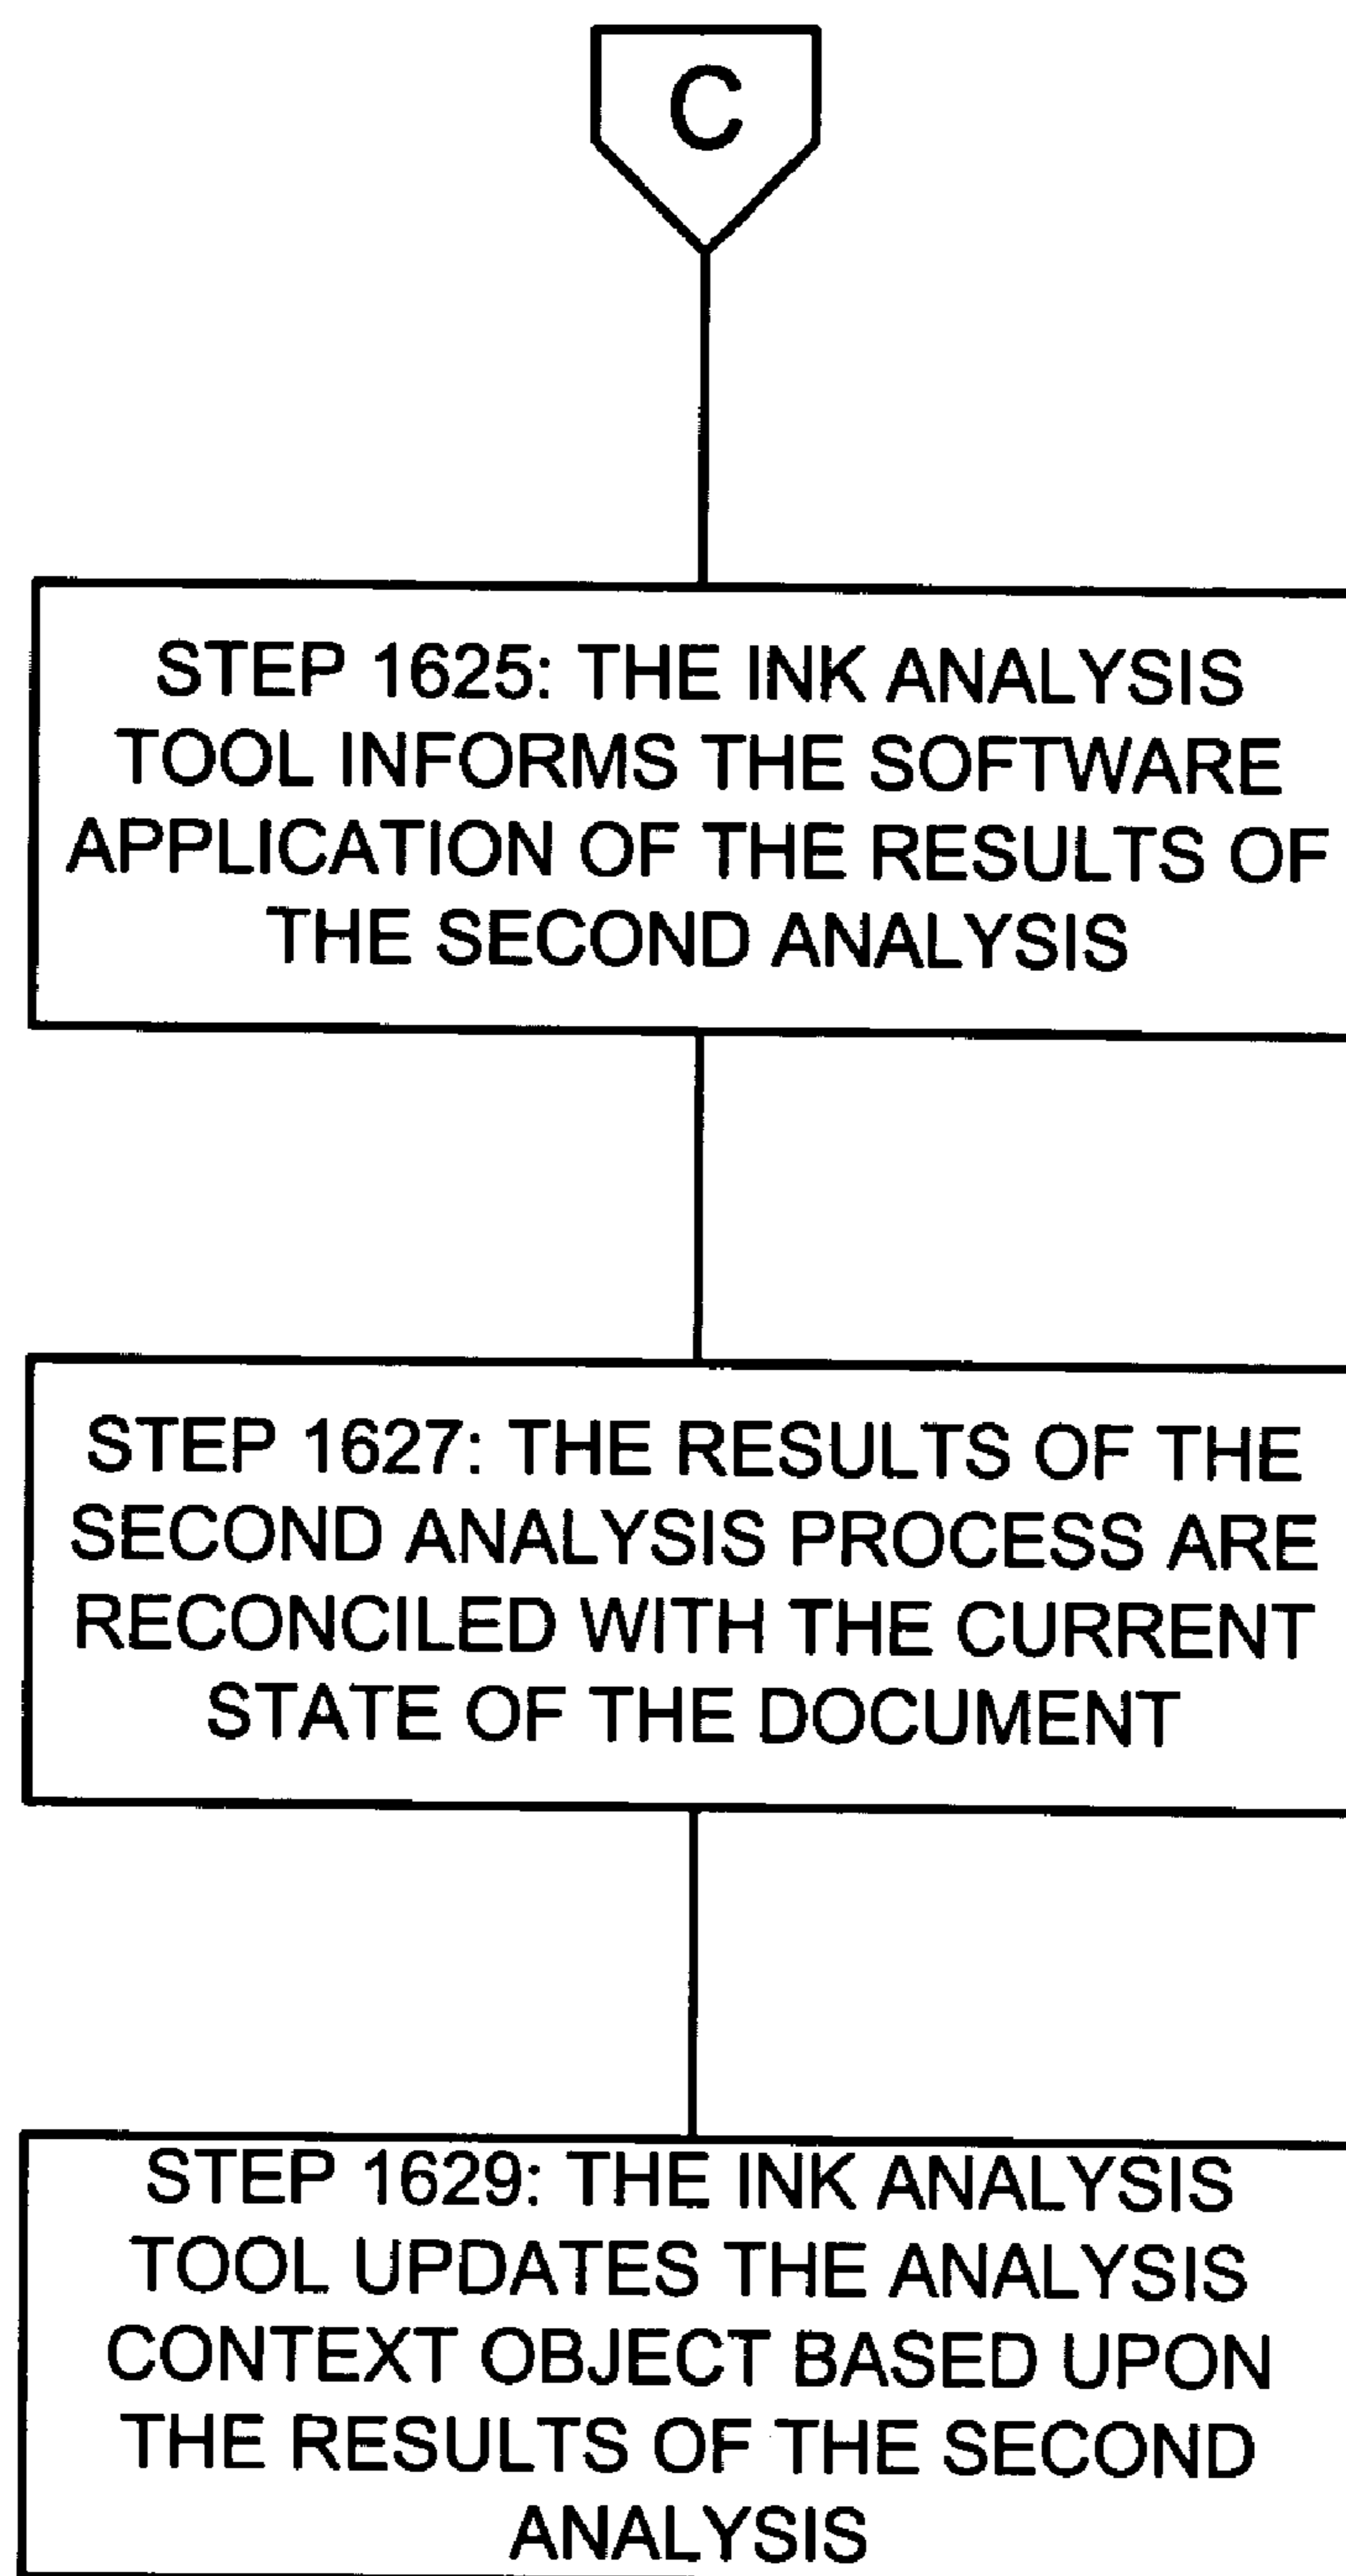 C
STEP 1625: THE INK ANALYSIS
TOOL INFORMS THE SOFTWARE
APPLICATION OF THE RESULTS OF
THE SECOND ANALYSIS
STEP 1627: THE RESULTS OF THE
SECOND ANALYSIS PROCESS ARE
RECONCILED WITH THE CURRENT
STATE OF THE DOCUMENT
STEP 1629: THE INK ANALYSIS
TOOL UPDATES THE ANALYSIS
CONTEXT OBJECT BASED UPON
THE RESULTS OF THE SECOND
ANALYSIS